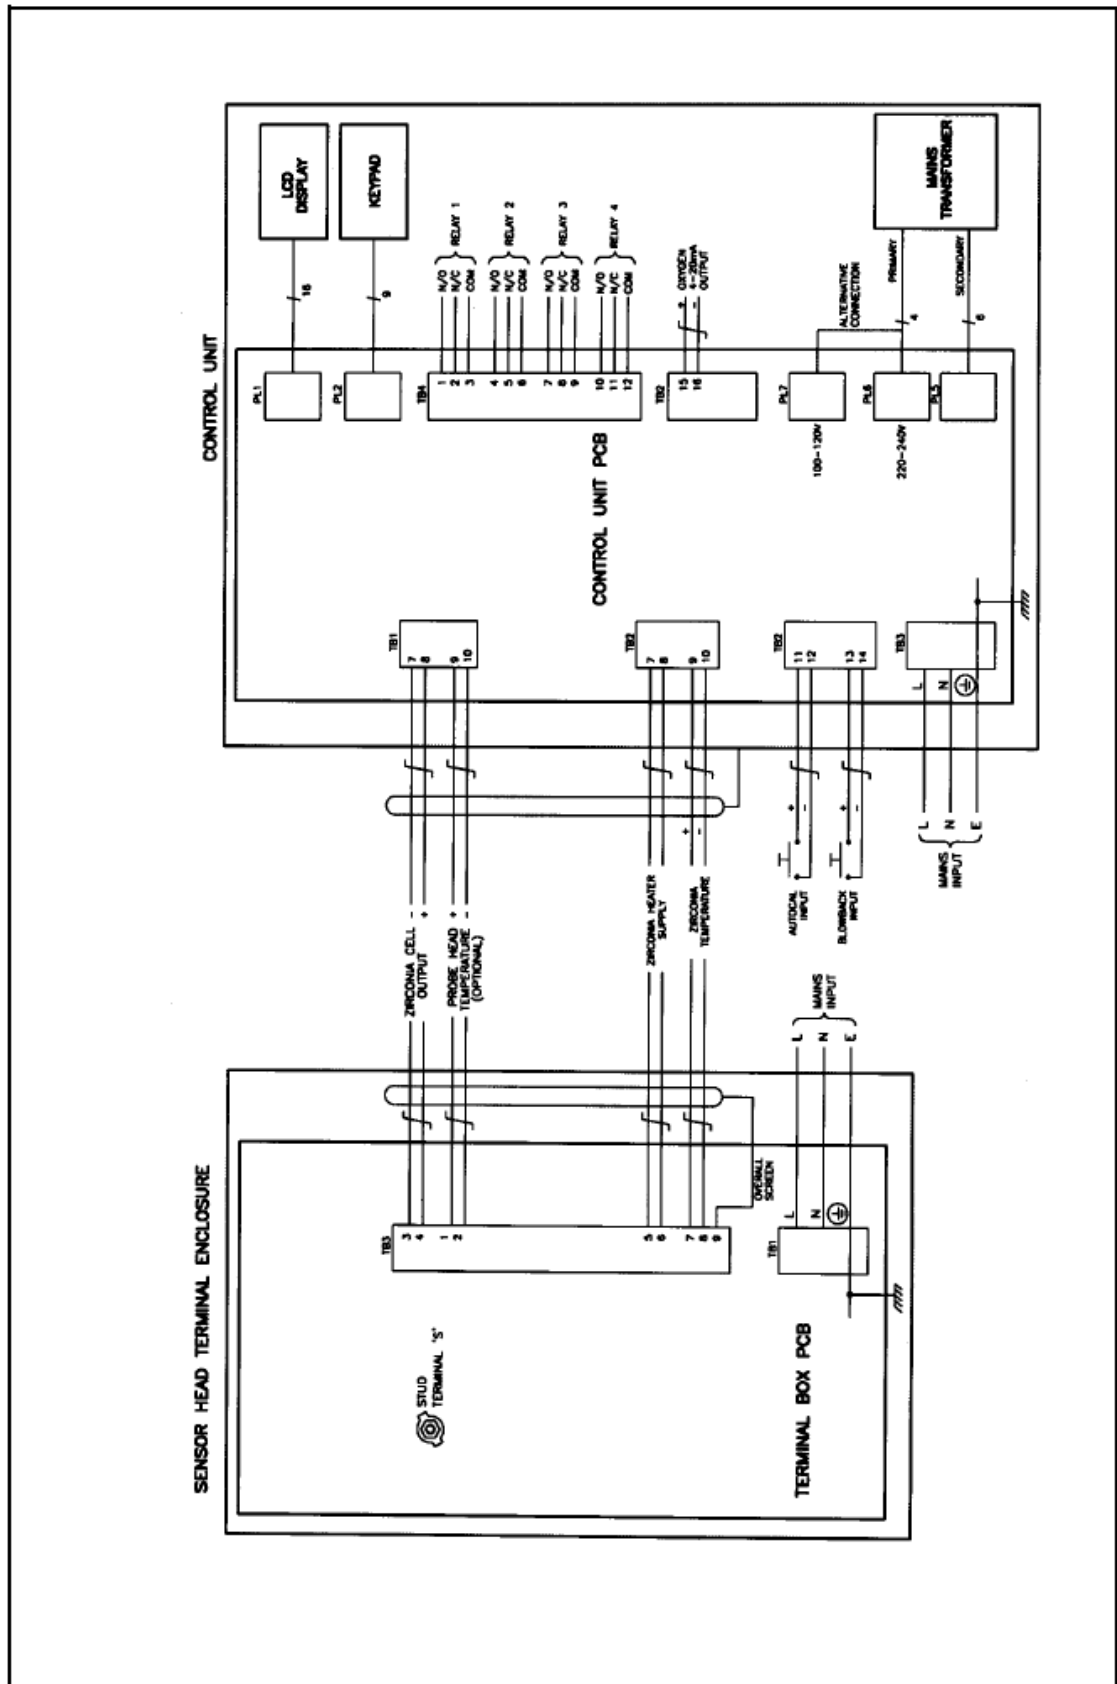 SENSOR HEAD TERMINAL ENCLOSURE
STUD
TERMINAL 'S'
TERMINAL BOX PCB
TB3
3
4
1
2
5
6
7
8
9
OVERALL
SCREEN
TB1
L
N
L
N
E
MAINS
INPUT
ZIRCONIA CELL -
OUTPUT +
PROBE HEAD +
TEMPERATURE -
(OPTIONAL)
ZIRCONIA HEATER
SUPPLY
ZIRCONIA +
TEMPERATURE -
AUTOCAL
INPUT
+
-
BLOWBACK
INPUT
+
-
MAINS
INPUT
L
N
E
CONTROL UNIT
TB1
7
8
9
10
TB2
7
8
9
10
TB2
11
12
13
14
TB3
L
N
CONTROL UNIT PCB
PL1
16
LCD
DISPLAY
PL2
9
KEYPAD
TB4
1 N/O
2 N/C
3 COM
RELAY 1
4 N/O
5 N/C
6 COM
RELAY 2
7 N/O
8 N/C
9 COM
RELAY 3
10 N/O
11 N/C
12 COM
RELAY 4
TB2
15 + OXYGEN
16 - 4-20mA
OUTPUT
100-120V
PL7
220-240V
PL6
PL5
ALTERNATIVE
CONNECTION
4
PRIMARY
6
SECONDARY
MAINS
TRANSFORMER